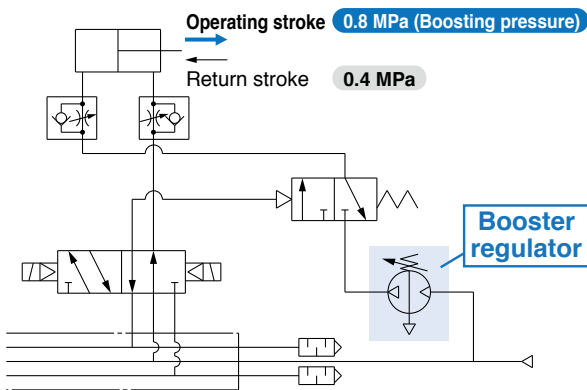 Operating stroke 0.8 MPa (Boosting pressure)
Return stroke 0.4 MPa
Booster
regulator